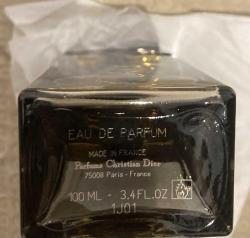 EAU DE PARFUM
MADE IN FRANCE
Parfums Christian Dior
75008 Paris - France
100 ML - 3.4 FL.OZ
1J01